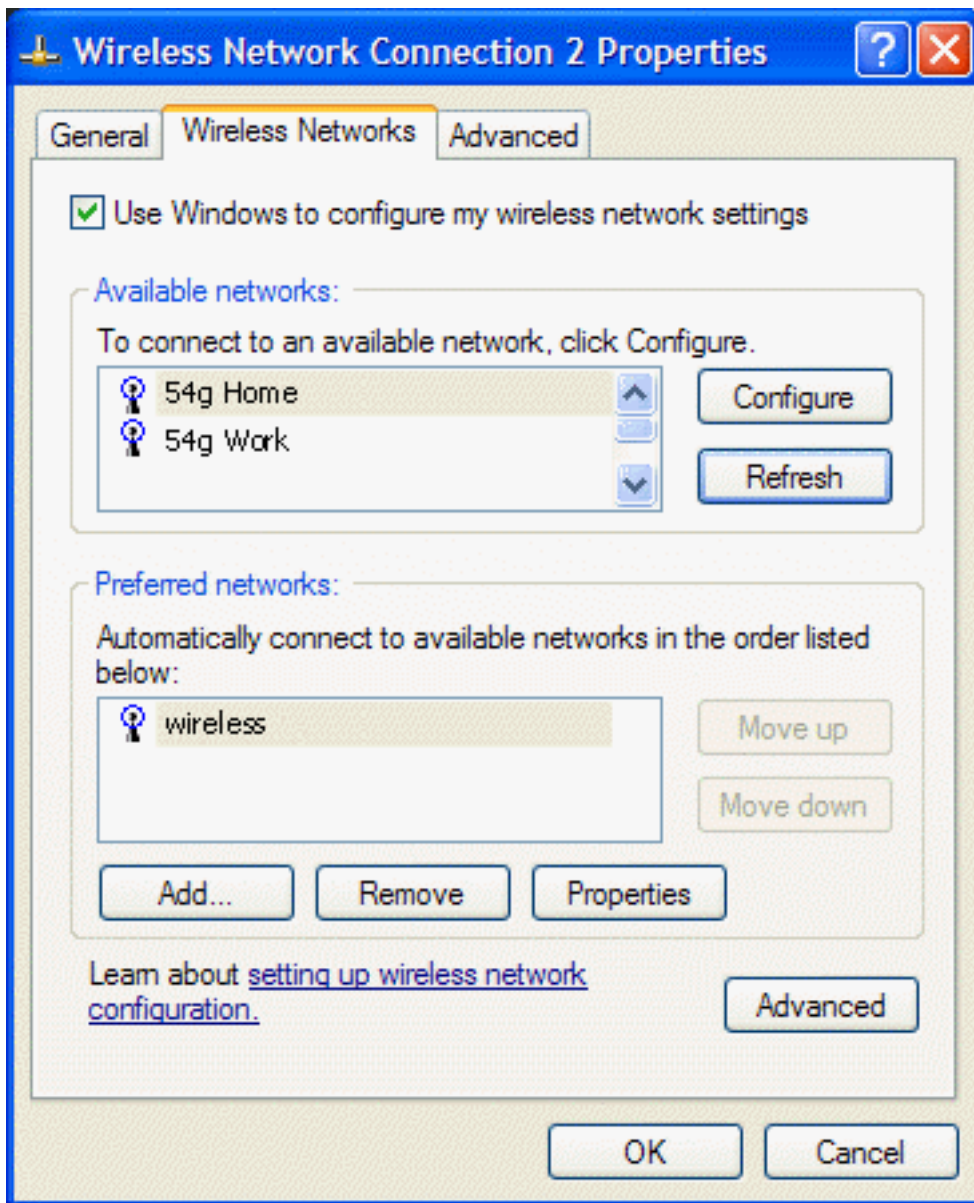 Wireless Network Connection 2 Properties
General Wireless Networks Advanced
Use Windows to configure my wireless network settings
Available networks:
To connect to an available network, click Configure.
54g Home
54g Work
Configure
Refresh
Preferred networks:
Automatically connect to available networks in the order listed
below:
wireless
Move up
Move down
Add... Remove Properties
Learn about setting up wireless network
configuration.
Advanced
OK Cancel